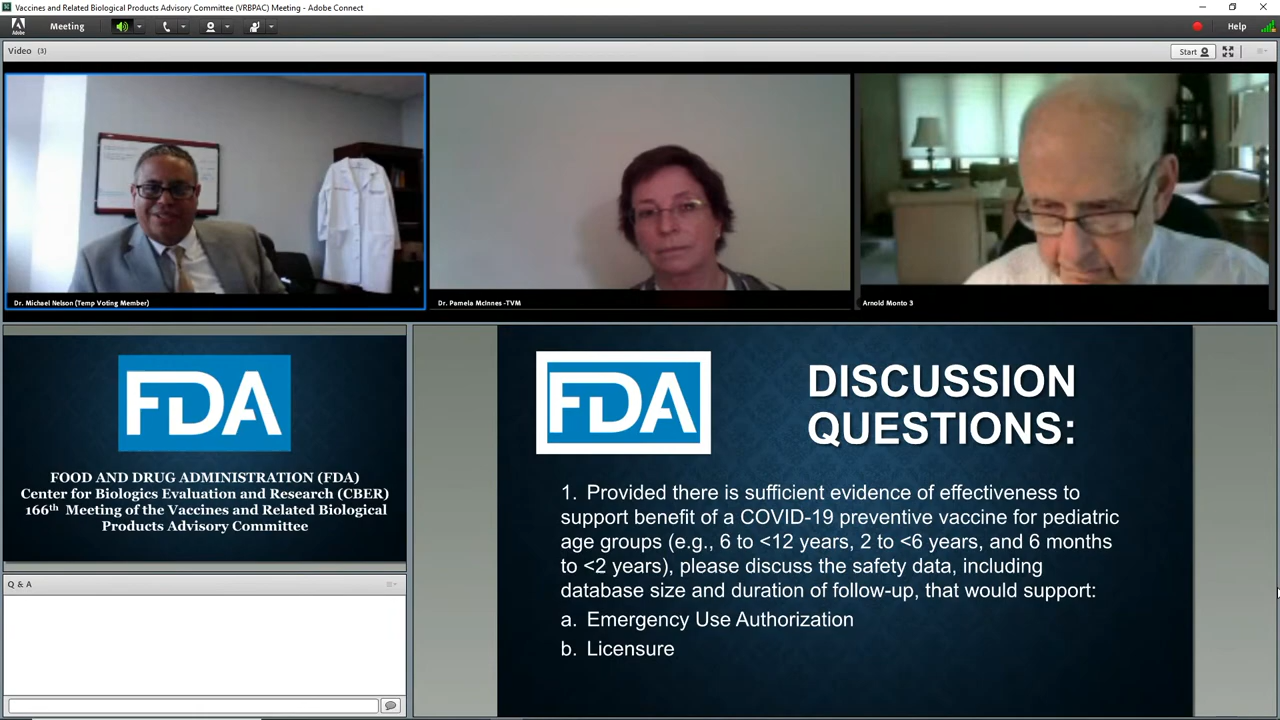 Vaccines and Related Biological Products Advisory Committee (VRBPAC) Meeting - Adobe Connect
Meeting
Help
Video (3)
Start
Dr. Michael Nelson (Temp Voting Member)
Dr. Pamela McInnes -TVM
Arnold Monto 3
FDA
FOOD AND DRUG ADMINISTRATION (FDA)
Center for Biologics Evaluation and Research (CBER)
166th Meeting of the Vaccines and Related Biological
Products Advisory Committee
Q & A
FDA
DISCUSSION
QUESTIONS:
1. Provided there is sufficient evidence of effectiveness to
support benefit of a COVID-19 preventive vaccine for pediatric
age groups (e.g., 6 to <12 years, 2 to <6 years, and 6 months
to <2 years), please discuss the safety data, including
database size and duration of follow-up, that would support:
a. Emergency Use Authorization
b. Licensure